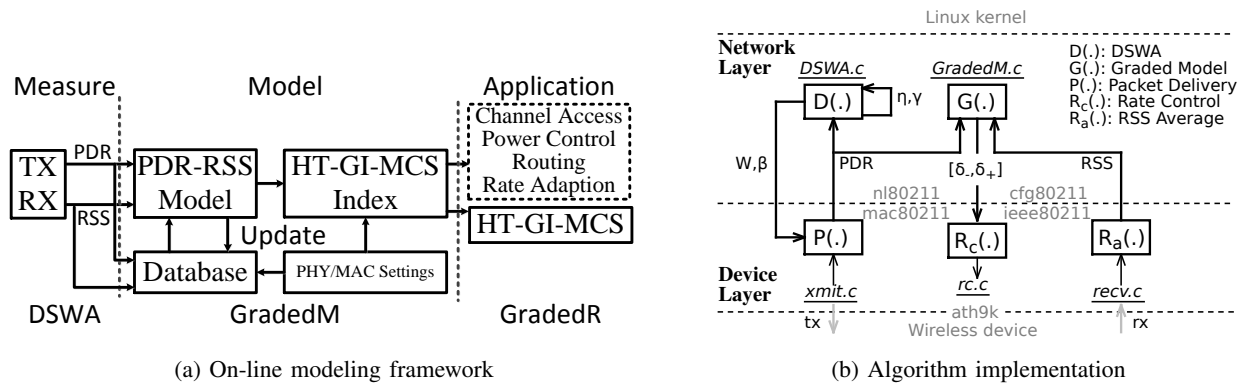 Measure
Model
Application
TX
RX
PDR
RSS
PDR-RSS
Model
HT-GI-MCS
Index
Channel Access
Power Control
Routing
Rate Adaption
HT-GI-MCS
Update
Database
PHY/MAC Settings
DSWA
GradedM
GradedR
(a) On-line modeling framework
Linux kernel
Network
Layer
DSWA.c
GradedM.c
D(.): DSWA
G(.): Graded Model
P(.): Packet Delivery
Rc(.): Rate Control
Ra(.): RSS Average
D(.)
η,γ
G(.)
W,β
PDR
[δ-,δ+]
RSS
nl80211
cfg80211
mac80211
ieee80211
P(.)
Rc(.)
Ra(.)
Device
Layer
xmit.c
rc.c
recv.c
tx
ath9k
rx
Wireless device
(b) Algorithm implementation